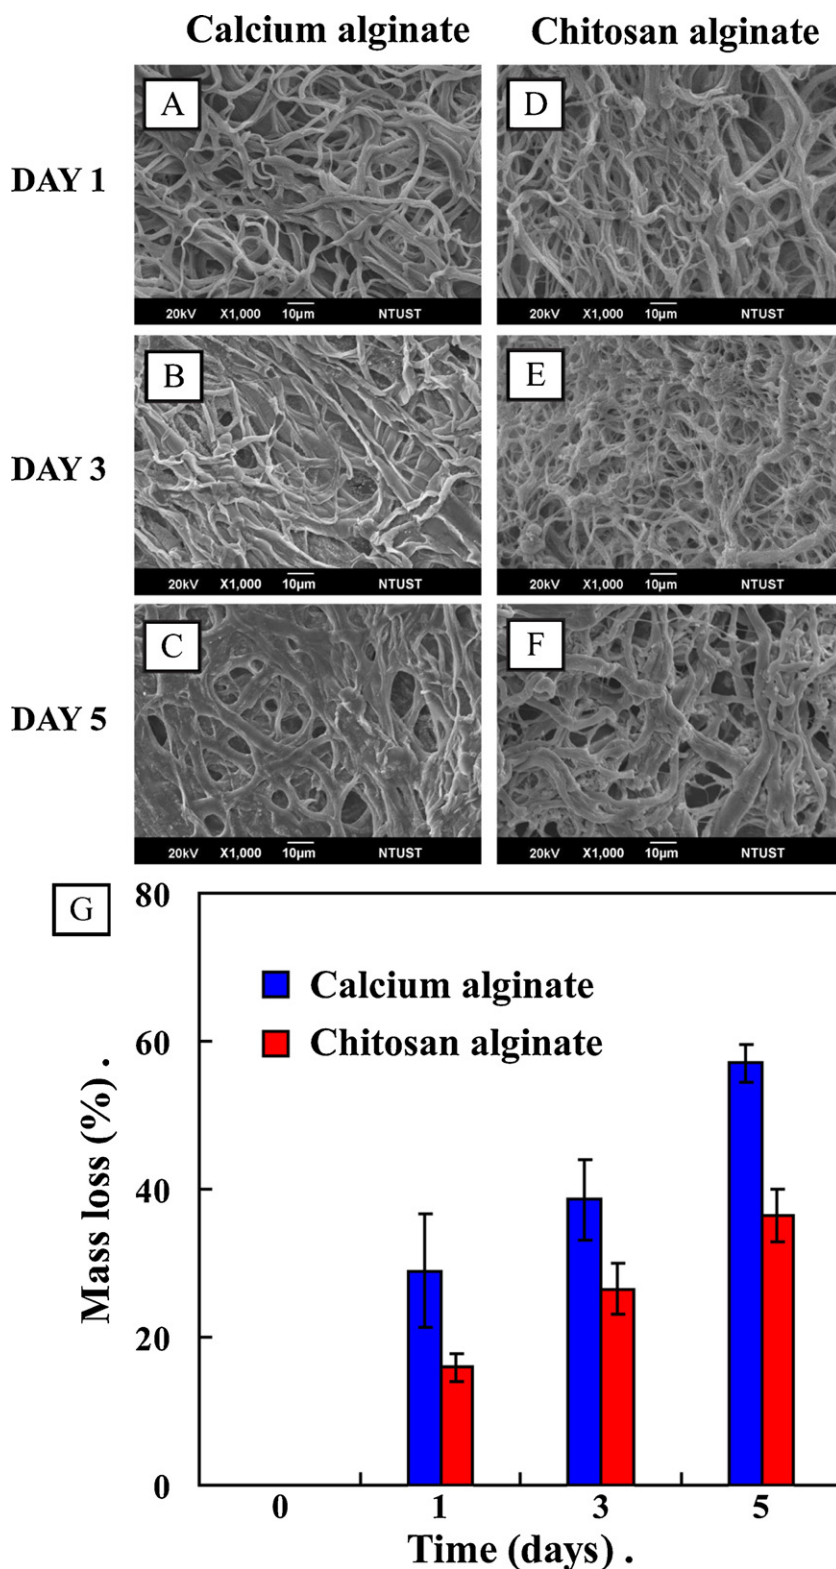 Calcium alginate
Chitosan alginate
DAY 1
A
20kV X1,000 10µm NTUST
D
20kV X1,000 10µm NTUST
DAY 3
B
20kV X1,000 10µm NTUST
E
20kV X1,000 10µm NTUST
DAY 5
C
20kV X1,000 10µm NTUST
F
20kV X1,000 10µm NTUST
G
80
60
40
20
0
Mass loss (%) .
Calcium alginate
Chitosan alginate
0 1 3 5
Time (days) .